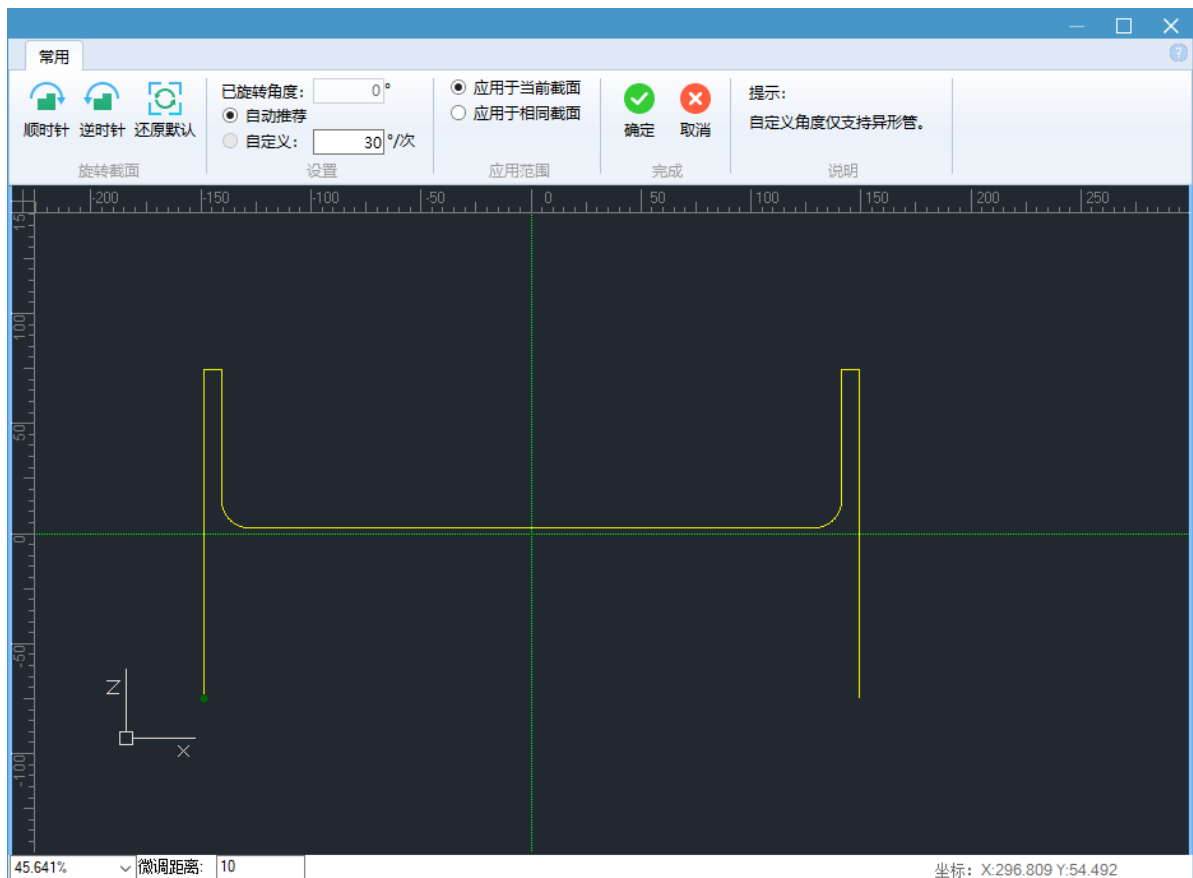 常用
顺时针 逆时针 还原默认
旋转截面
已旋转角度: 0°
自动推荐
自定义: 30 °/次
设置
应用于当前截面
应用于相同截面
应用范围
确定 取消
完成
提示:
自定义角度仅支持异形管。
说明
-200 -150 -100 -50 0 50 100 150 200 250
15
100
50
0
-50
-100
Z
X
45.641% 微调距离: 10 坐标: X:296.809 Y:54.492